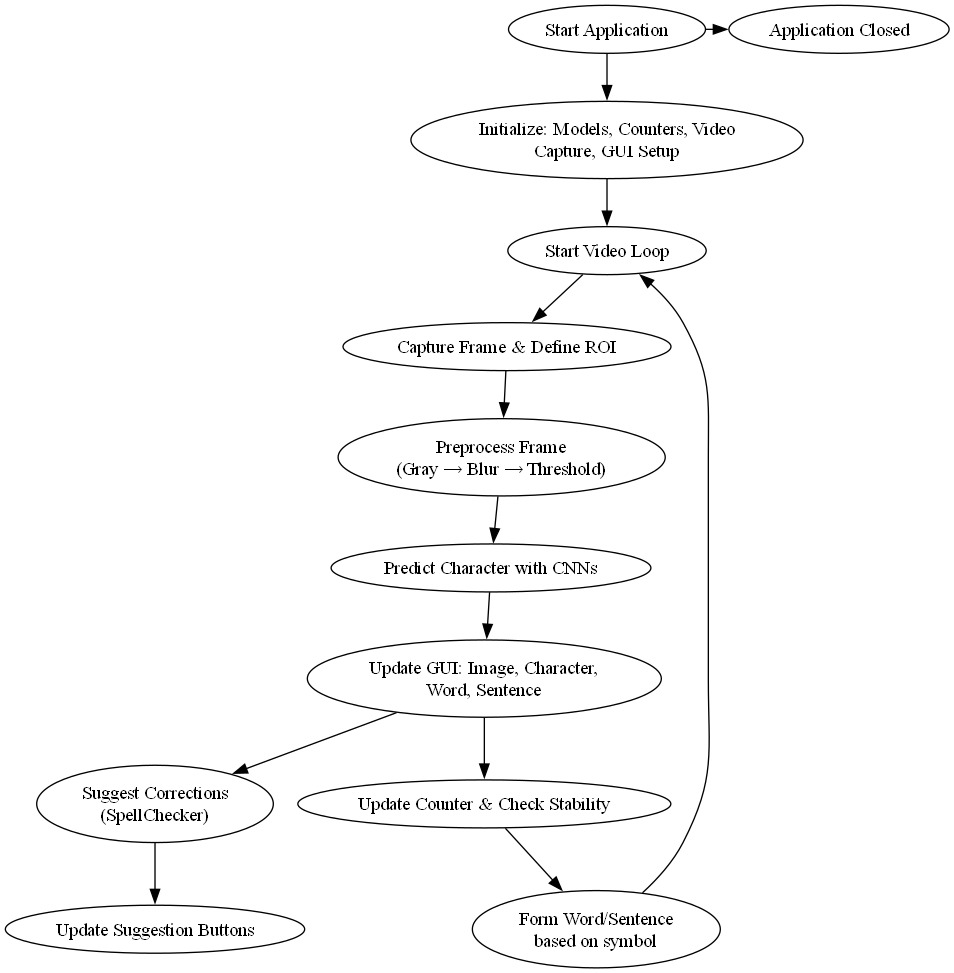 Start Application
Application Closed
Initialize: Models, Counters, Video
Capture, GUI Setup
Start Video Loop
Capture Frame & Define ROI
Preprocess Frame
(Gray → Blur → Threshold)
Predict Character with CNNs
Update GUI: Image, Character,
Word, Sentence
Suggest Corrections
(SpellChecker)
Update Counter & Check Stability
Update Suggestion Buttons
Form Word/Sentence
based on symbol